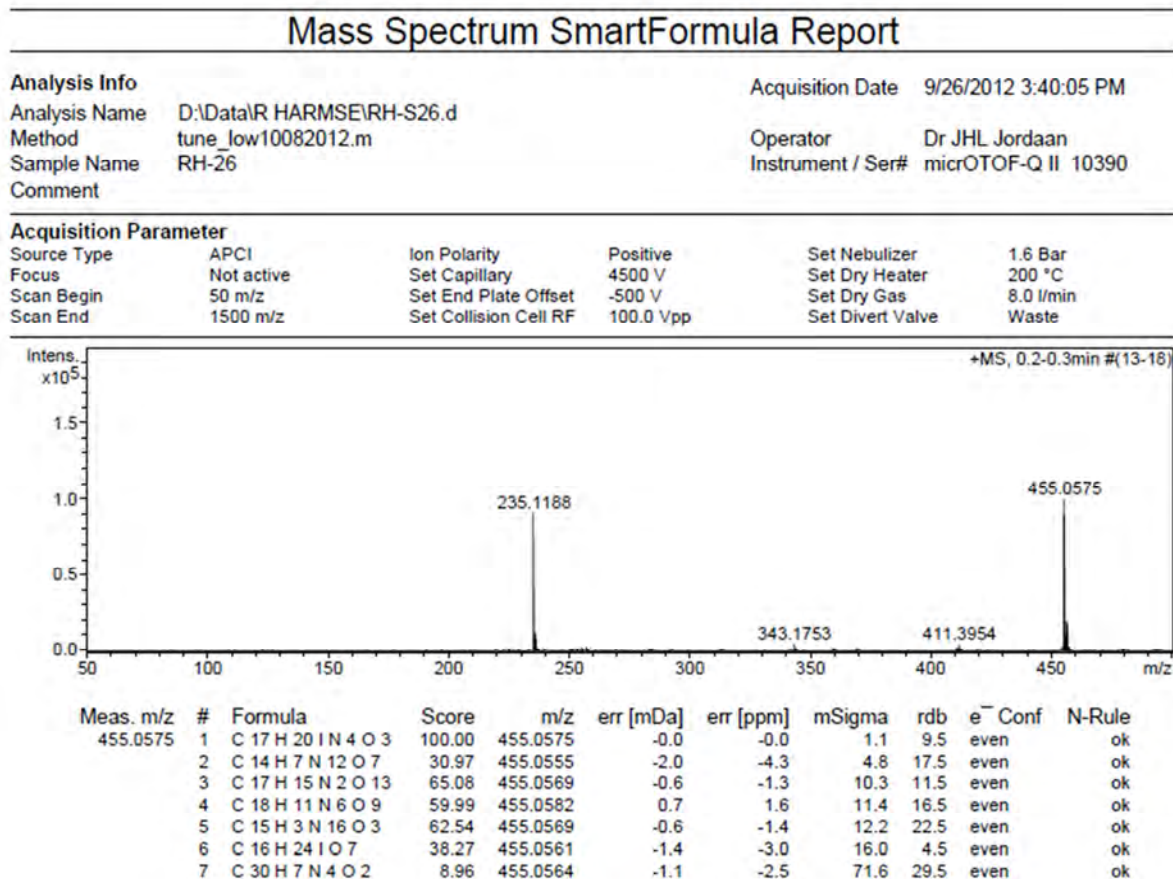 Mass Spectrum SmartFormula Report
Analysis Info
Acquisition Date 9/26/2012 3:40:05 PM
Analysis Name D:\Data\R HARMSE\RH-S26.d
Method tune_low10082012.m
Operator Dr JHL Jordaan
Sample Name RH-26
Instrument / Ser# micrOTOF-Q II 10390
Comment
Acquisition Parameter
Source Type APCI Ion Polarity Positive Set Nebulizer 1.6 Bar
Focus Not active Set Capillary 4500 V Set Dry Heater 200 °C
Scan Begin 50 m/z Set End Plate Offset -500 V Set Dry Gas 8.0 l/min
Scan End 1500 m/z Set Collision Cell RF 100.0 Vpp Set Divert Valve Waste
Intens.
x10⁵
+MS, 0.2-0.3min #(13-18)
1.5
1.0
0.5
0.0
235.1188
455.0575
343.1753
411.3954
50 100 150 200 250 300 350 400 450 m/z
Meas. m/z # Formula Score m/z err [mDa] err [ppm] mSigma rdb e⁻ Conf N-Rule
455.0575 1 C 17 H 20 I N 4 O 3 100.00 455.0575 -0.0 -0.0 1.1 9.5 even ok
2 C 14 H 7 N 12 O 7 30.97 455.0555 -2.0 -4.3 4.8 17.5 even ok
3 C 17 H 15 N 2 O 13 65.08 455.0569 -0.6 -1.3 10.3 11.5 even ok
4 C 18 H 11 N 6 O 9 59.99 455.0582 0.7 1.6 11.4 16.5 even ok
5 C 15 H 3 N 16 O 3 62.54 455.0569 -0.6 -1.4 12.2 22.5 even ok
6 C 16 H 24 I O 7 38.27 455.0561 -1.4 -3.0 16.0 4.5 even ok
7 C 30 H 7 N 4 O 2 8.96 455.0564 -1.1 -2.5 71.6 29.5 even ok